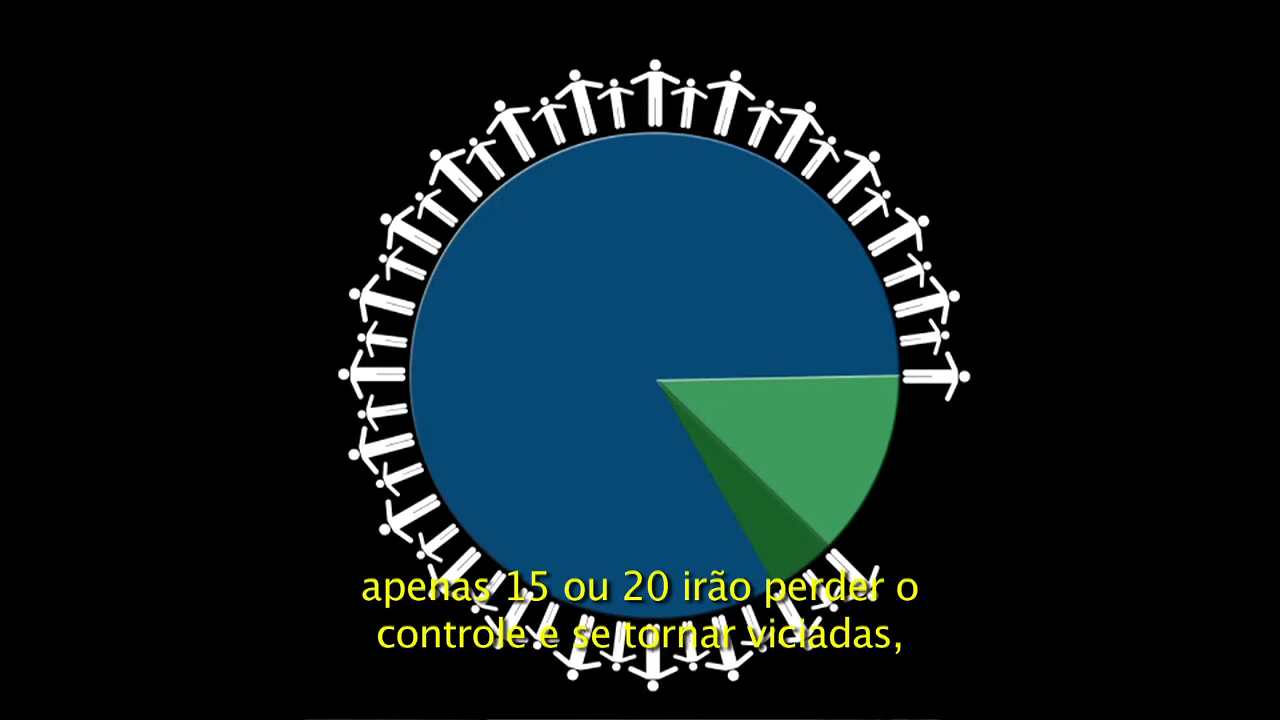 apenas 15 ou 20 irão perder o
controle e se tornar viciadas,